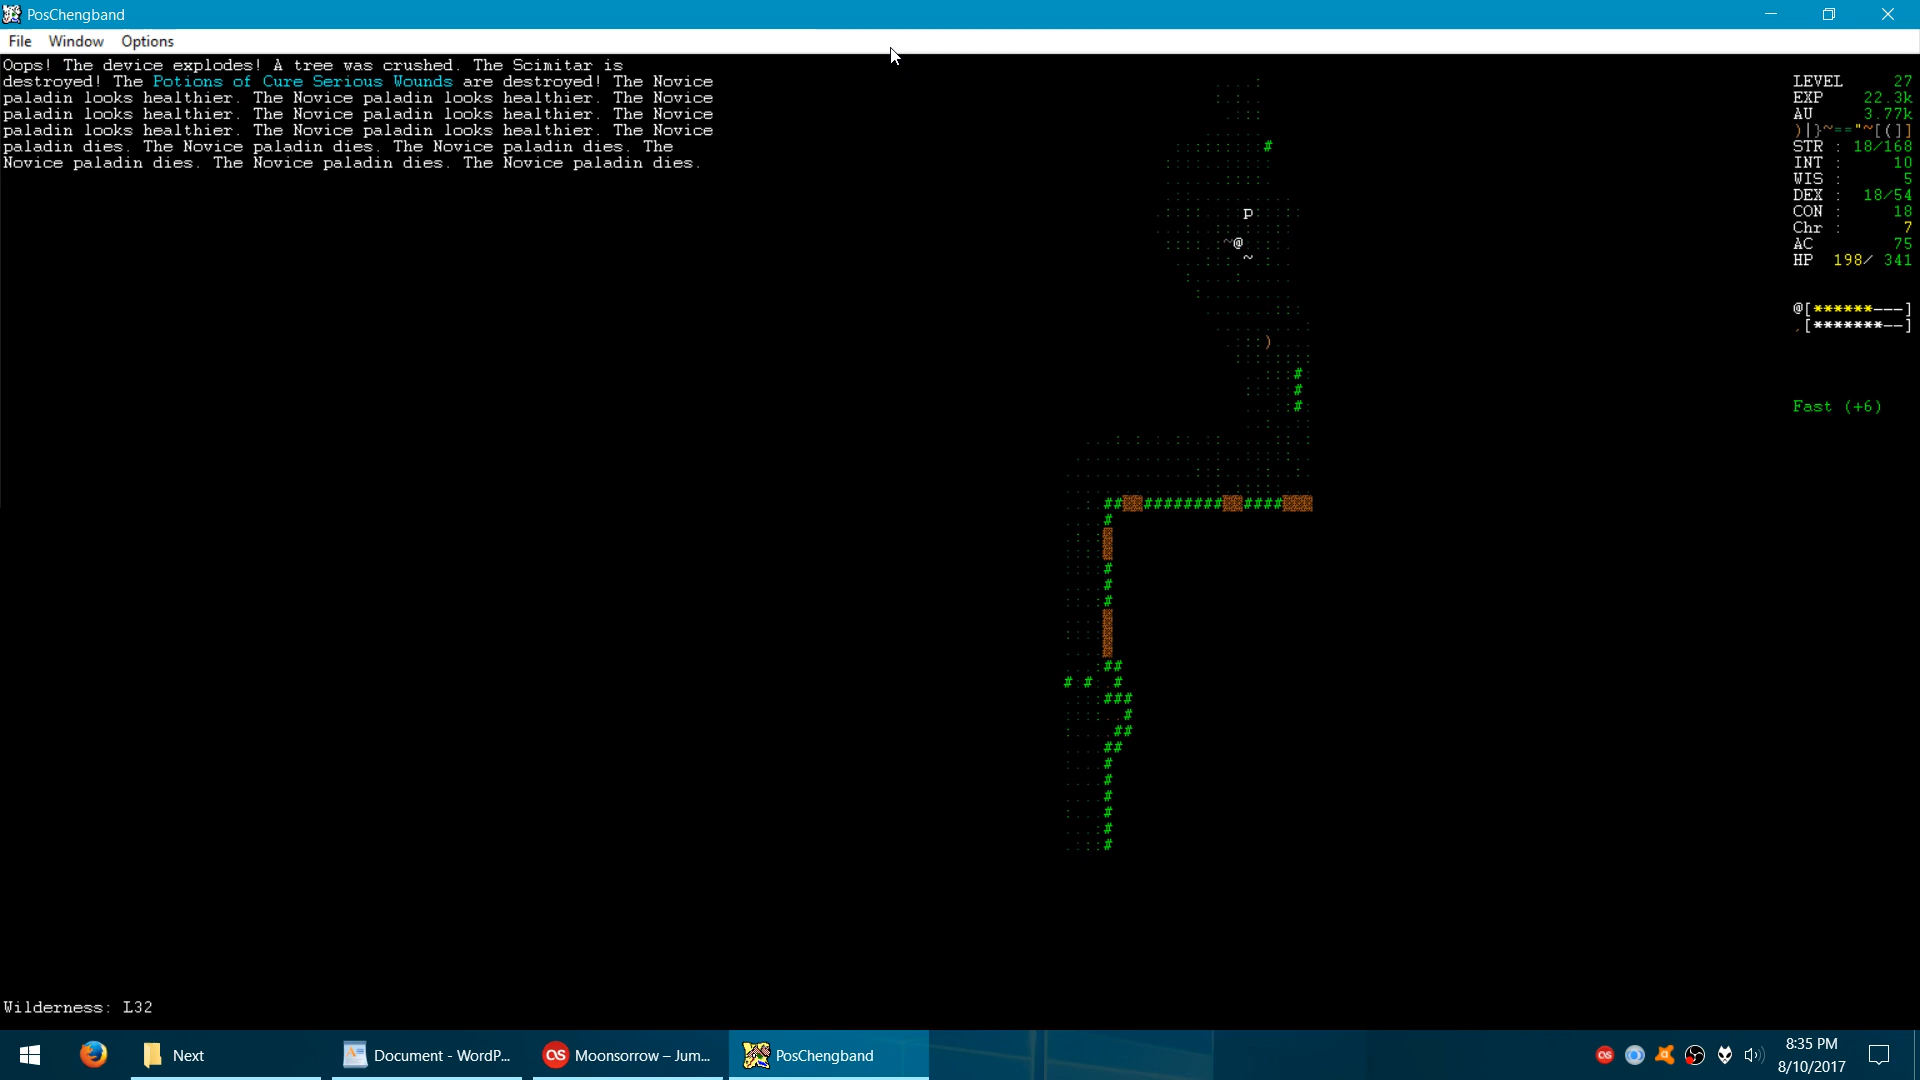 PosChengband
File Window Options
Oops! The device explodes! A tree was crushed. The Scimitar is
destroyed! The Potions of Cure Serious Wounds are destroyed! The Novice
paladin looks healthier. The Novice paladin looks healthier. The Novice
paladin looks healthier. The Novice paladin looks healthier. The Novice
paladin looks healthier. The Novice paladin looks healthier. The Novice
paladin dies. The Novice paladin dies. The Novice paladin dies. The
Novice paladin dies. The Novice paladin dies. The Novice paladin dies.
LEVEL 27
EXP 22.3k
AU 3.77k
)|}~=="~[(]]
STR : 18/168
INT : 10
WIS : 5
DEX : 18/54
CON : 18
Chr : 7
AC 75
HP 198/ 341
@[******---]
[*******--]
Fast (+6)
p
~@
~
)
Wilderness: L32
Next
Document - WordP...
Moonsorrow – Jum...
PosChengband
8:35 PM
8/10/2017